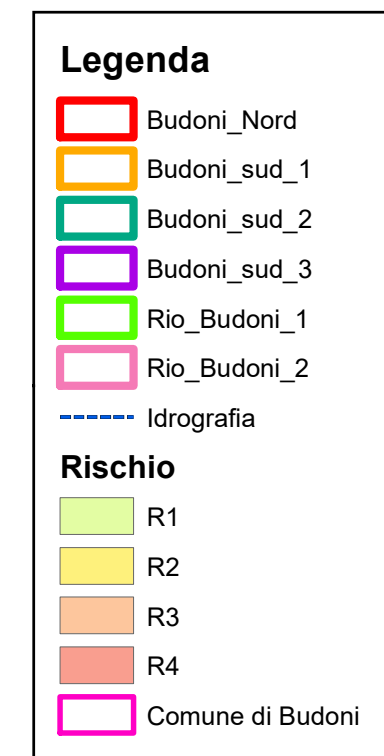 Legenda
Budoni_Nord
Budoni_sud_1
Budoni_sud_2
Budoni_sud_3
Rio_Budoni_1
Rio_Budoni_2
Idrografia
Rischio
R1
R2
R3
R4
Comune di Budoni